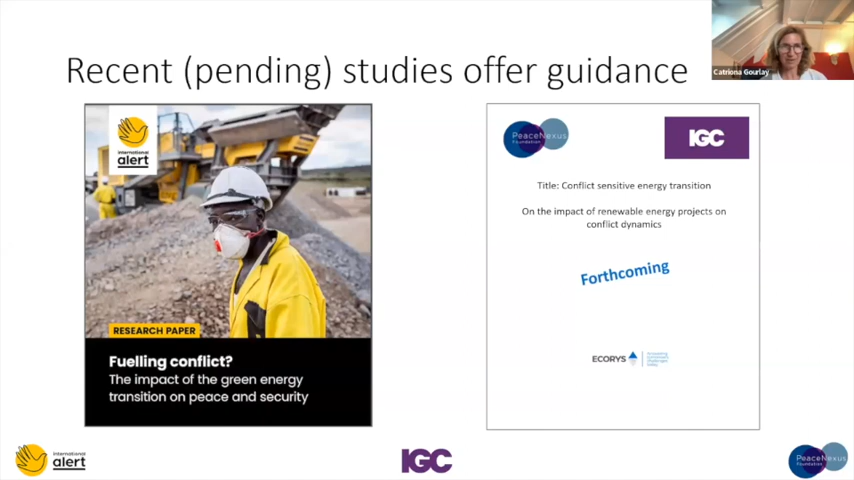 Recent (pending) studies offer guidance
Catriona Gourlay
international
alert
RESEARCH PAPER
Fuelling conflict?
The impact of the green energy
transition on peace and security
PeaceNexus
Foundation
IGC
Title: Conflict sensitive energy transition
On the impact of renewable energy projects on
conflict dynamics
Forthcoming
ECORYS
international
alert
IGC
PeaceNexus
Foundation